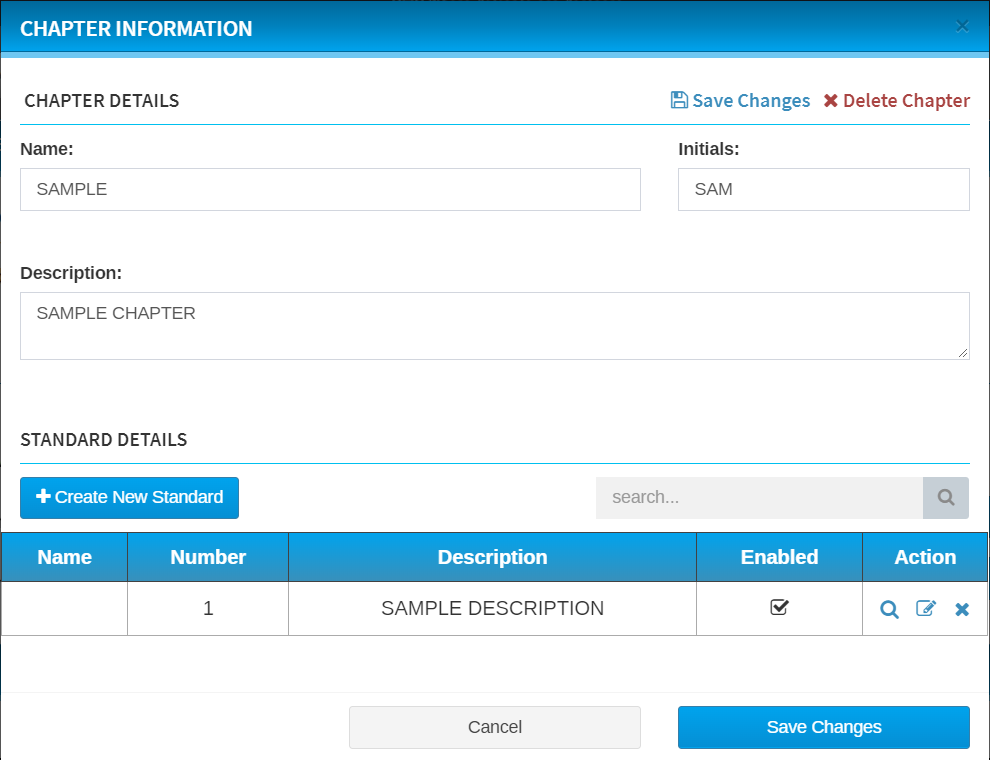 CHAPTER INFORMATION
CHAPTER DETAILS Save Changes Delete Chapter
Name: Initials:
SAMPLE SAM
Description:
SAMPLE CHAPTER
STANDARD DETAILS
Create New Standard search...
Name Number Description Enabled Action
1 SAMPLE DESCRIPTION
Cancel Save Changes